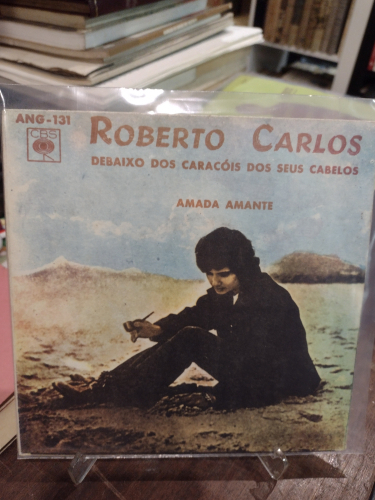 ANG-131
CBS
ROBERTO CARLOS
DEBAIXO DOS CARACÓIS DOS SEUS CABELOS
AMADA AMANTE